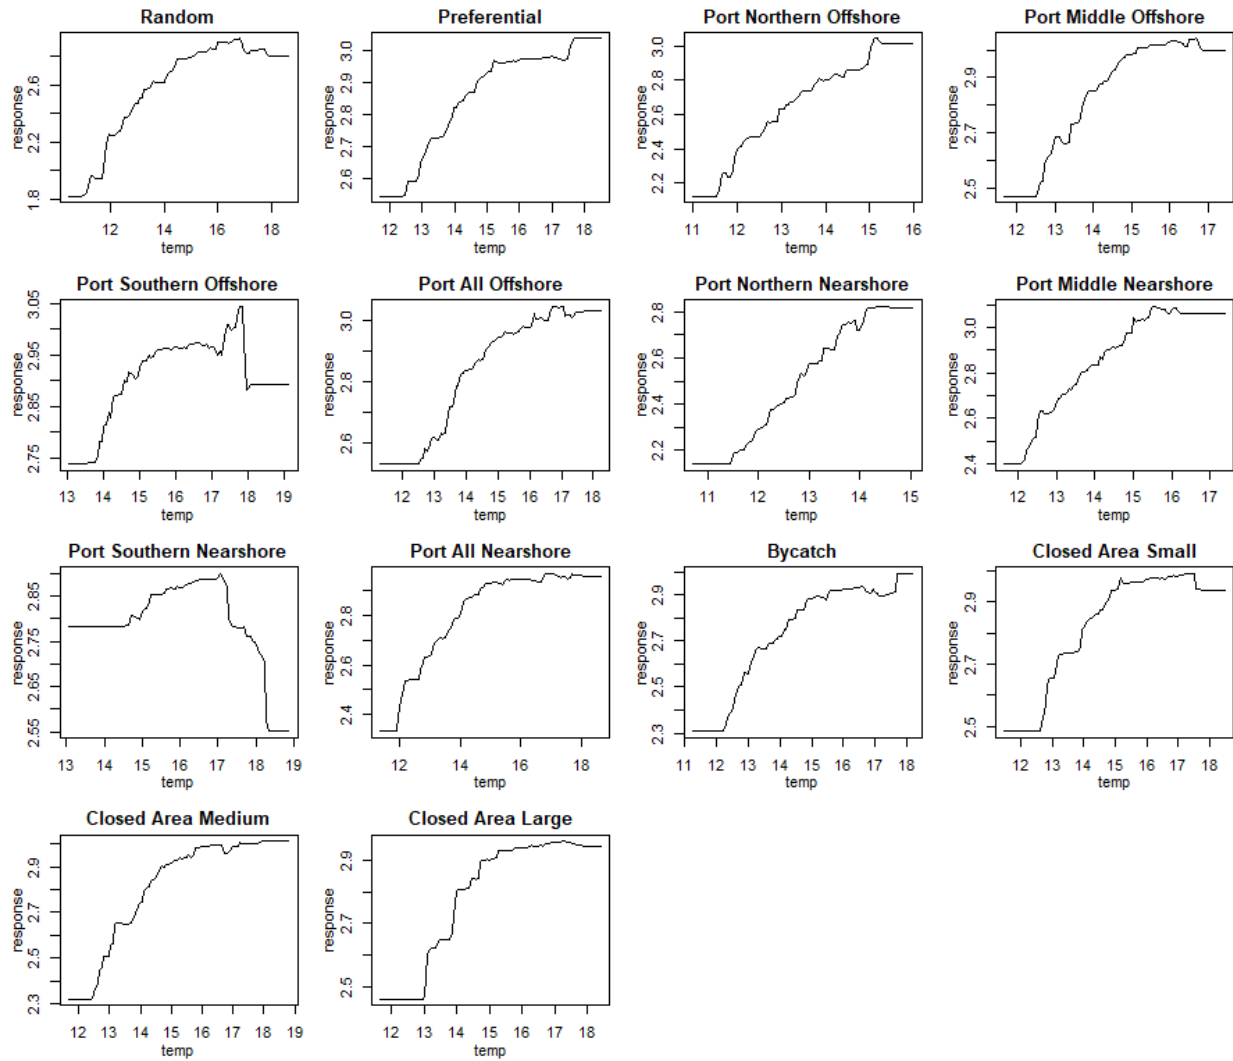 Random
Preferential
Port Northern Offshore
Port Middle Offshore
response
1.8 2.2 2.6
12 14 16 18
temp
response
2.6 2.7 2.8 2.9 3.0
12 13 14 15 16 17 18
temp
response
2.2 2.4 2.6 2.8 3.0
11 12 13 14 15 16
temp
response
2.5 2.7 2.9
12 13 14 15 16 17
temp
Port Southern Offshore
Port All Offshore
Port Northern Nearshore
Port Middle Nearshore
response
2.75 2.85 2.95 3.05
13 14 15 16 17 18 19
temp
response
2.6 2.8 3.0
12 13 14 15 16 17 18
temp
response
2.2 2.4 2.6 2.8
11 12 13 14 15
temp
response
2.4 2.6 2.8 3.0
12 13 14 15 16 17
temp
Port Southern Nearshore
Port All Nearshore
Bycatch
Closed Area Small
response
2.55 2.65 2.75 2.85
13 14 15 16 17 18 19
temp
response
2.4 2.6 2.8
12 14 16 18
temp
response
2.3 2.5 2.7 2.9
11 12 13 14 15 16 17 18
temp
response
2.5 2.7 2.9
12 13 14 15 16 17 18
temp
Closed Area Medium
Closed Area Large
response
2.3 2.5 2.7 2.9
12 13 14 15 16 17 18 19
temp
response
2.5 2.7 2.9
12 13 14 15 16 17 18
temp